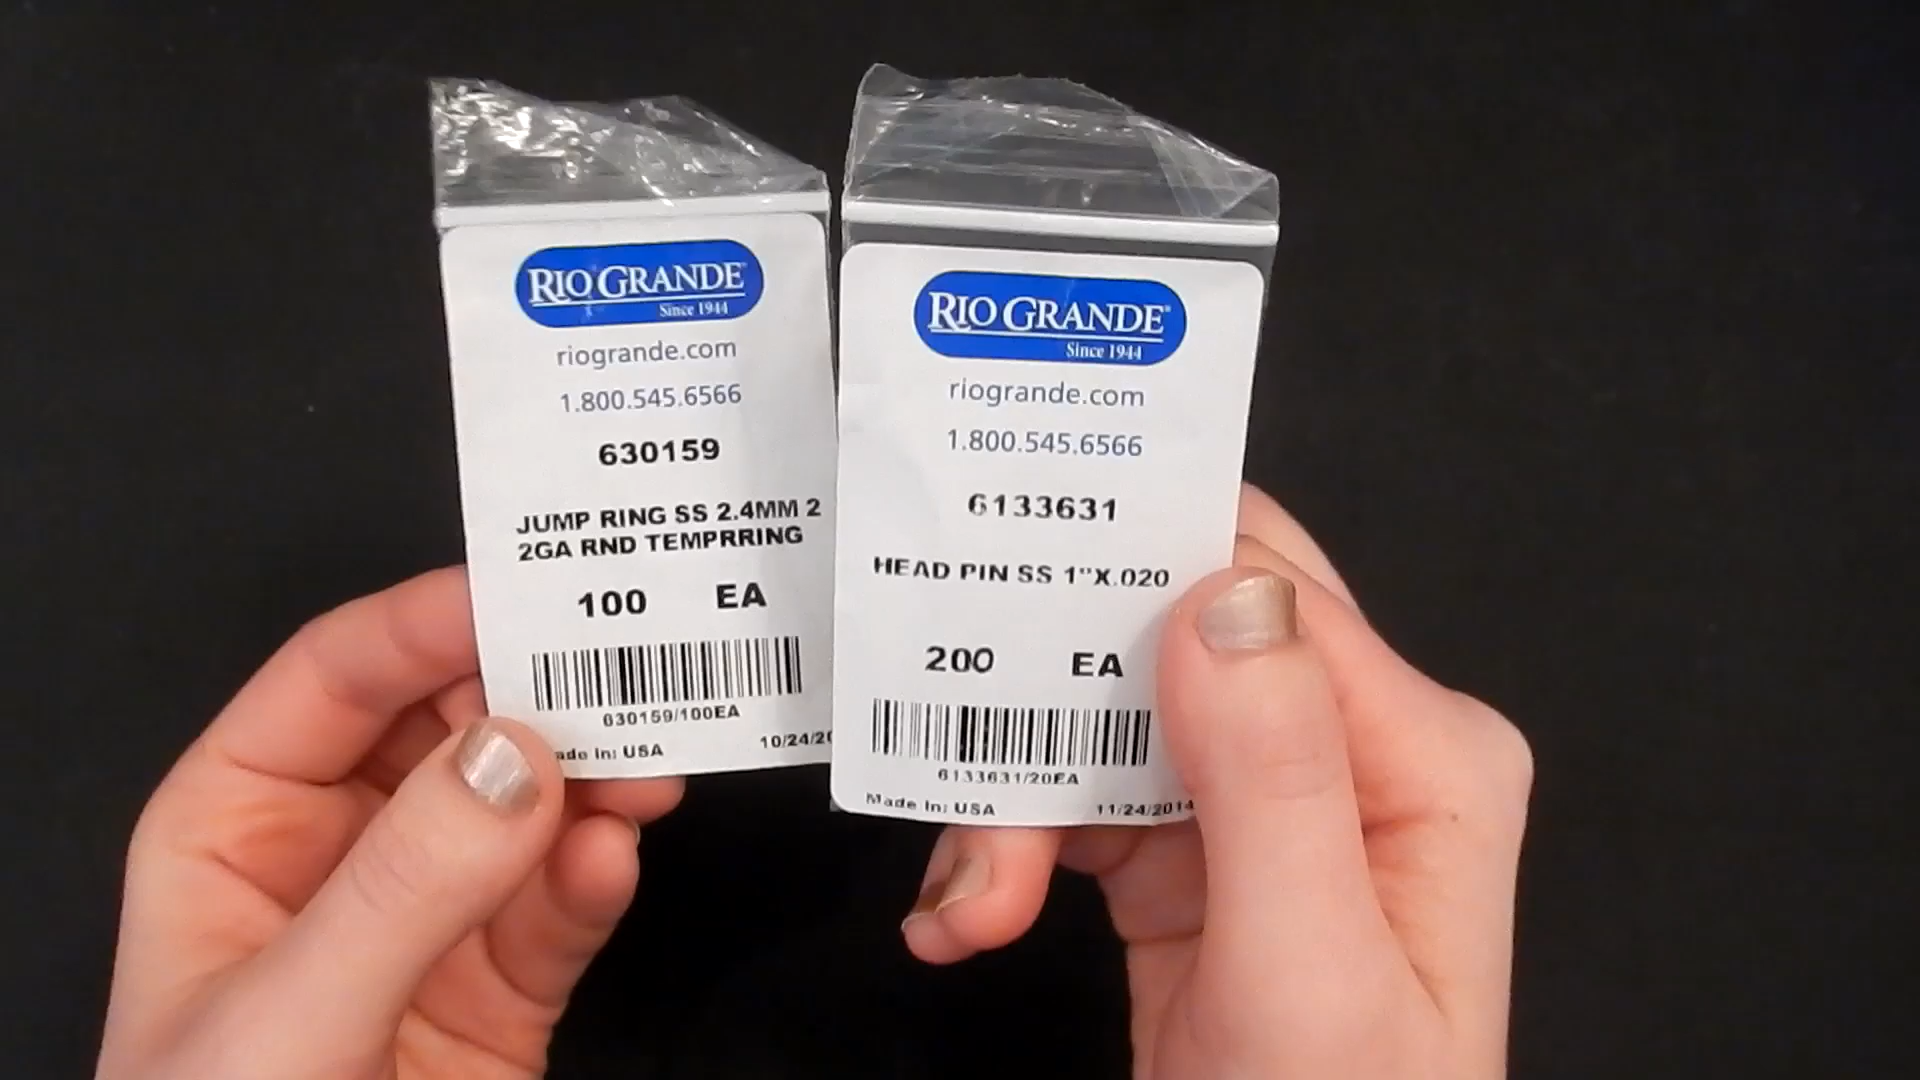 RIO GRANDE
Since 1944
riogrande.com
1.800.545.6566
630159
JUMP RING SS 2.4MM 2
2GA RND TEMPRRING
100 EA
630159/100EA
ade In: USA 10/24/20
RIO GRANDE
Since 1944
riogrande.com
1.800.545.6566
6133631
HEAD PIN SS 1"X.020
200 EA
6133631/20EA
Made In: USA 11/24/2014